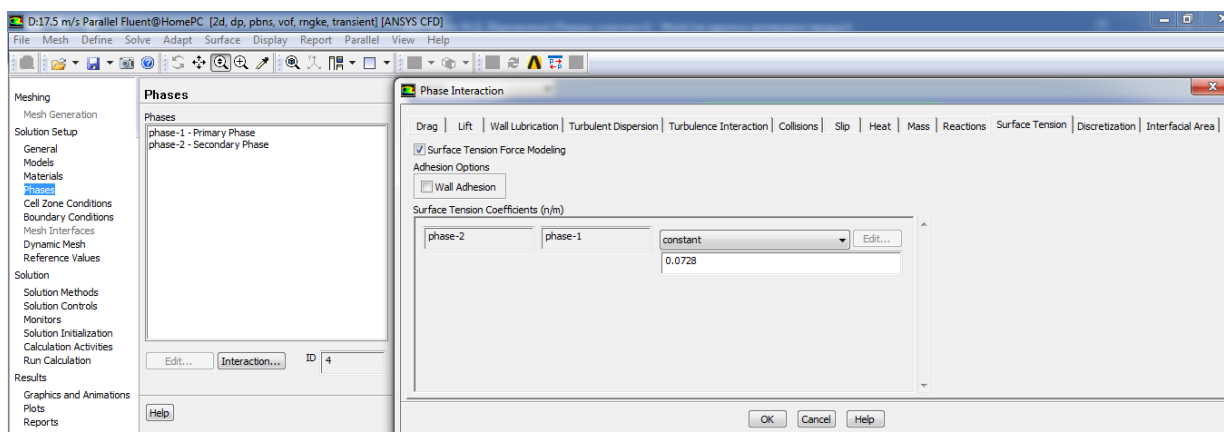 D:17.5 m/s Parallel Fluent@HomePC [2d, dp, pbns, vof, rngke, transient] [ANSYS CFD]
File Mesh Define Solve Adapt Surface Display Report Parallel View Help
Meshing
Mesh Generation
Solution Setup
General
Models
Materials
Phases
Cell Zone Conditions
Boundary Conditions
Mesh Interfaces
Dynamic Mesh
Reference Values
Solution
Solution Methods
Solution Controls
Monitors
Solution Initialization
Calculation Activities
Run Calculation
Results
Graphics and Animations
Plots
Reports
Phases
Phases
phase-1 - Primary Phase
phase-2 - Secondary Phase
Edit... Interaction... ID 4
Help
Phase Interaction
Drag Lift Wall Lubrication Turbulent Dispersion Turbulence Interaction Collisions Slip Heat Mass Reactions Surface Tension Discretization Interfacial Area
Surface Tension Force Modeling
Adhesion Options
Wall Adhesion
Surface Tension Coefficients (n/m)
phase-2 phase-1 constant Edit...
0.0728
OK Cancel Help